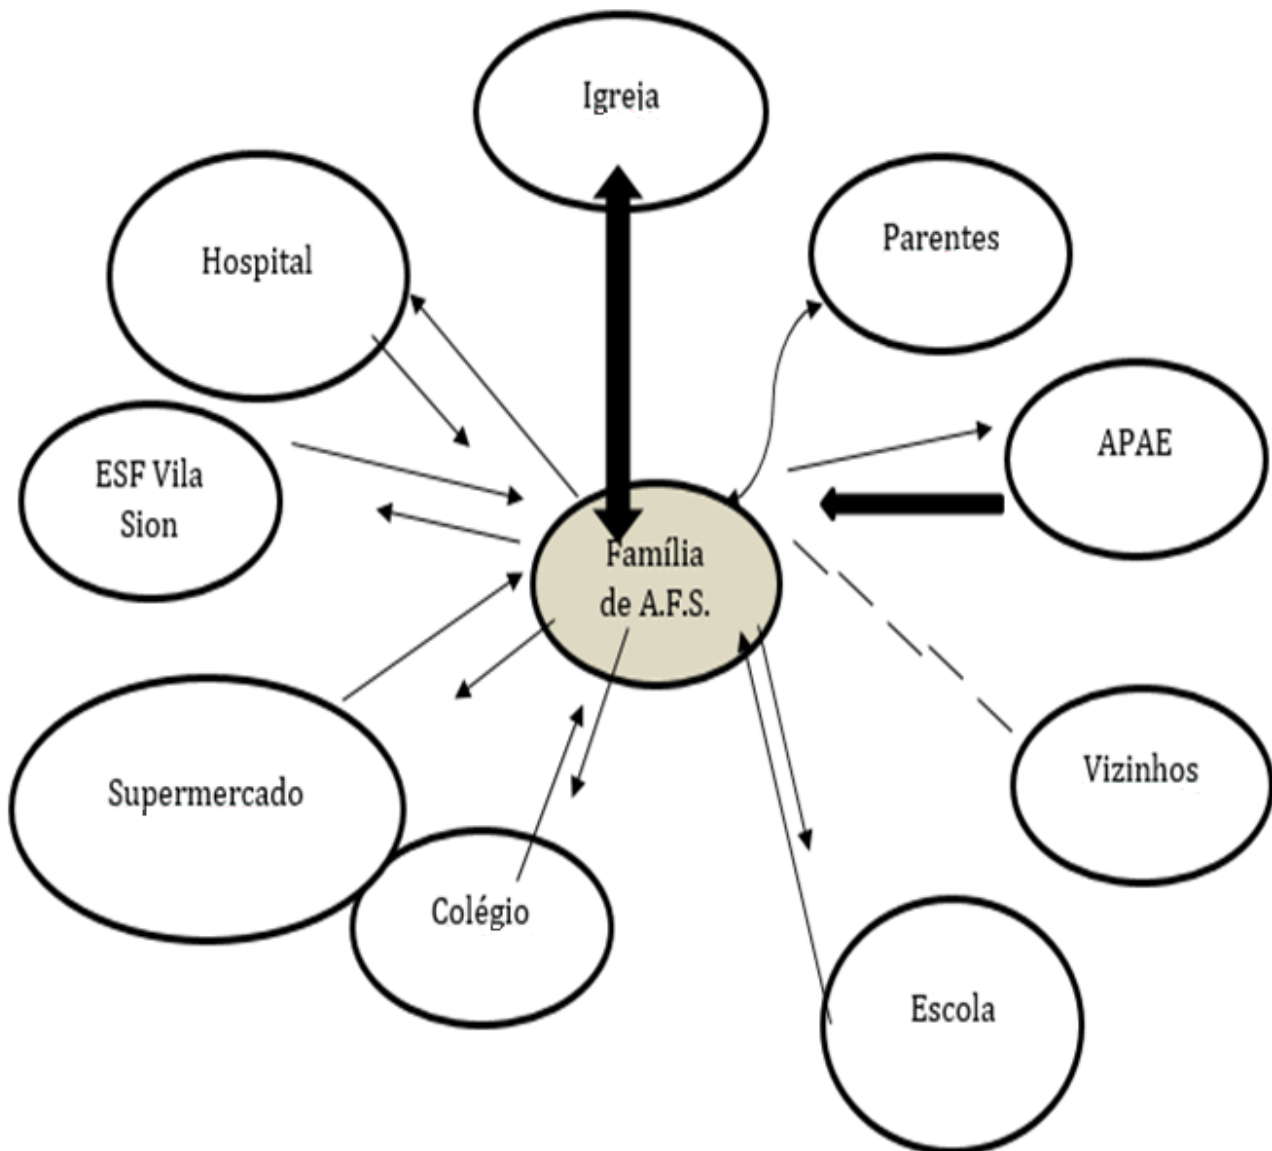 Igreja
Parentes
Hospital
APAE
ESF Vila
Sion
Família
de A.F.S.
Vizinhos
Supermercado
Colégio
Escola